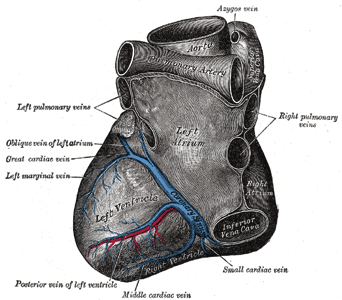 Azygos vein
Aorta
Pulmonary Artery
Superior
Vena Cava
Left pulmonary veins
Right pulmonary
veins
Left
Atrium
Oblique vein of left atrium
Great cardiac vein
Left marginal vein
Right
Atrium
Left Ventricle
Coronary
Inferior
Vena Cava
Right Ventricle
Small cardiac vein
Posterior vein of left ventricle
Middle cardiac vein